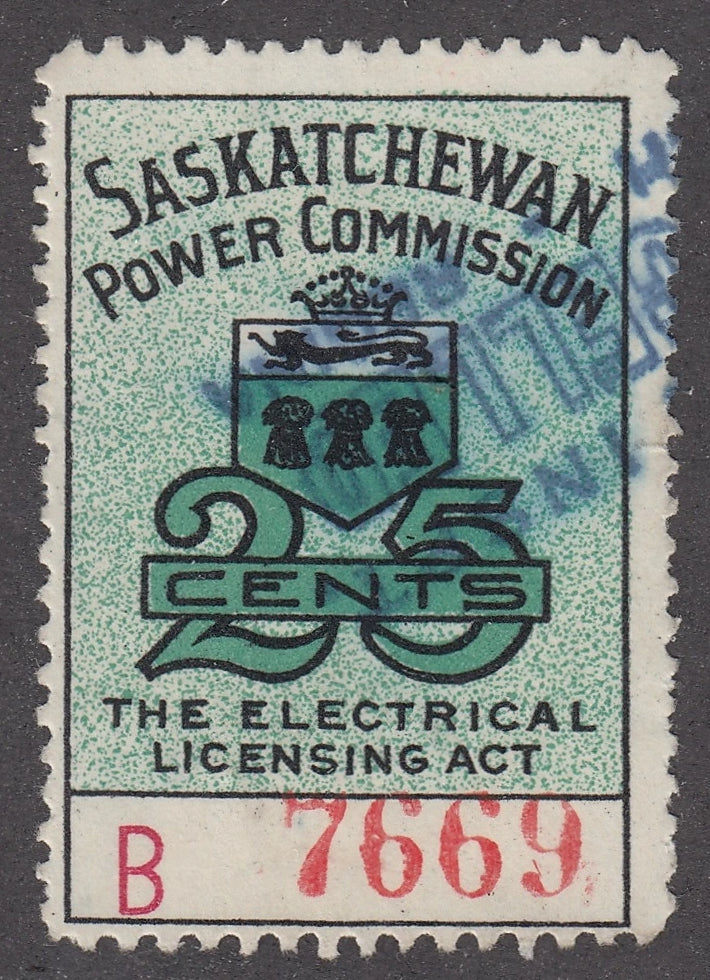 SASKATCHEWAN
POWER COMMISSION
25
CENTS
THE ELECTRICAL
LICENSING ACT
B 7669